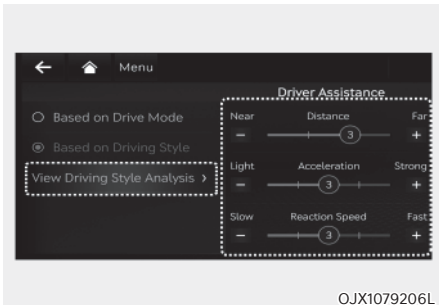 Menu
Driver Assistance
Based on Drive Mode
Based on Driving Style
View Driving Style Analysis >
Near Distance Far
− 3 +
Light Acceleration Strong
− 3 +
Slow Reaction Speed Fast
− 3 +
OJX1079206L